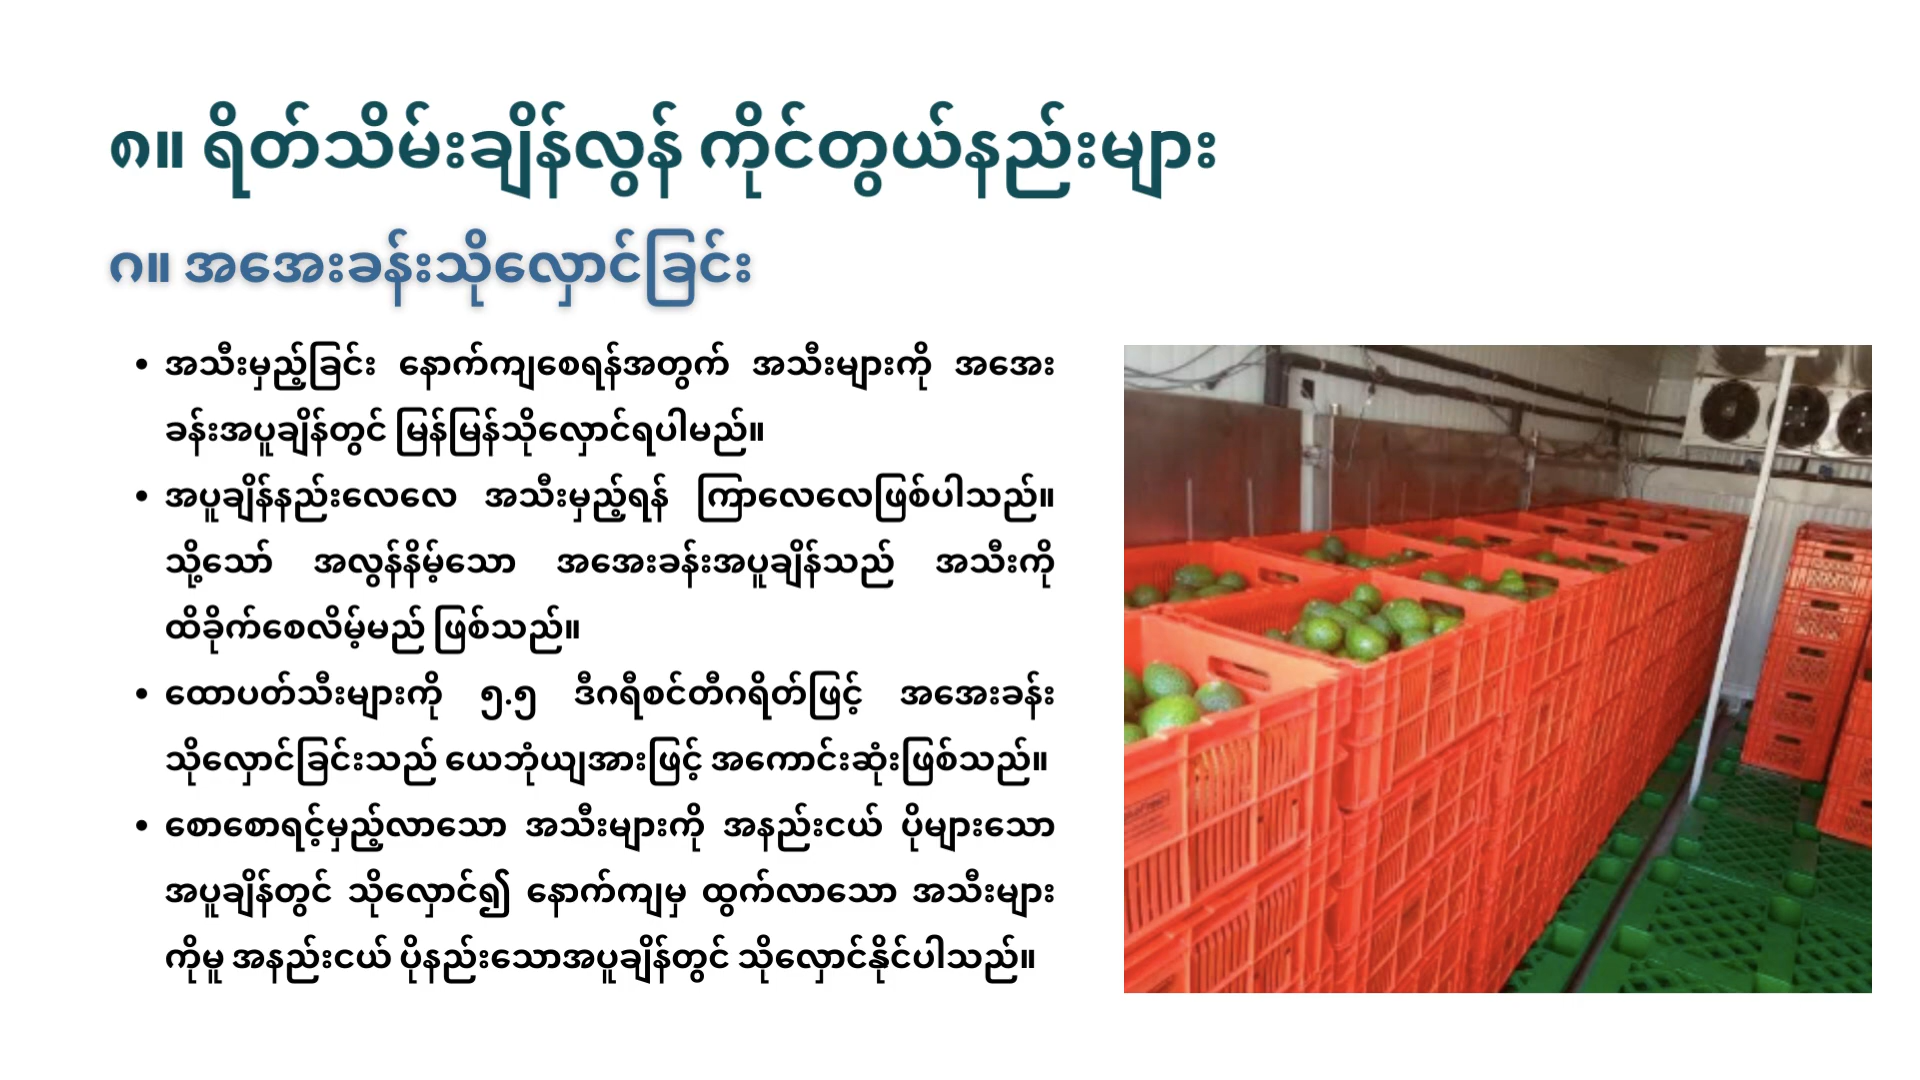 ၈။ ရိတ်သိမ်းချိန်လွန် ကိုင်တွယ်နည်းများ
ဂ။ အအေးခန်းသိုလှောင်ခြင်း
• အသီးမှည့်ခြင်း နောက်ကျစေရန်အတွက် အသီးများကို အအေး
ခန်းအပူချိန်တွင် မြန်မြန်သိုလှောင်ရပါမည်။
• အပူချိန်နည်းလေလေ အသီးမှည့်ရန် ကြာလေလေဖြစ်ပါသည်။
သို့သော် အလွန်နိမ့်သော အအေးခန်းအပူချိန်သည် အသီးကို
ထိခိုက်စေလိမ့်မည် ဖြစ်သည်။
• ထောပတ်သီးများကို ၅.၅ ဒီဂရီစင်တီဂရိတ်ဖြင့် အအေးခန်း
သိုလှောင်ခြင်းသည် ယေဘုံယျအားဖြင့် အကောင်းဆုံးဖြစ်သည်။
• စောစောရင့်မှည့်လာသော အသီးများကို အနည်းငယ် ပိုများသော
အပူချိန်တွင် သိုလှောင်၍ နောက်ကျမှ ထွက်လာသော အသီးများ
ကိုမူ အနည်းငယ် ပိုနည်းသောအပူချိန်တွင် သိုလှောင်နိုင်ပါသည်။